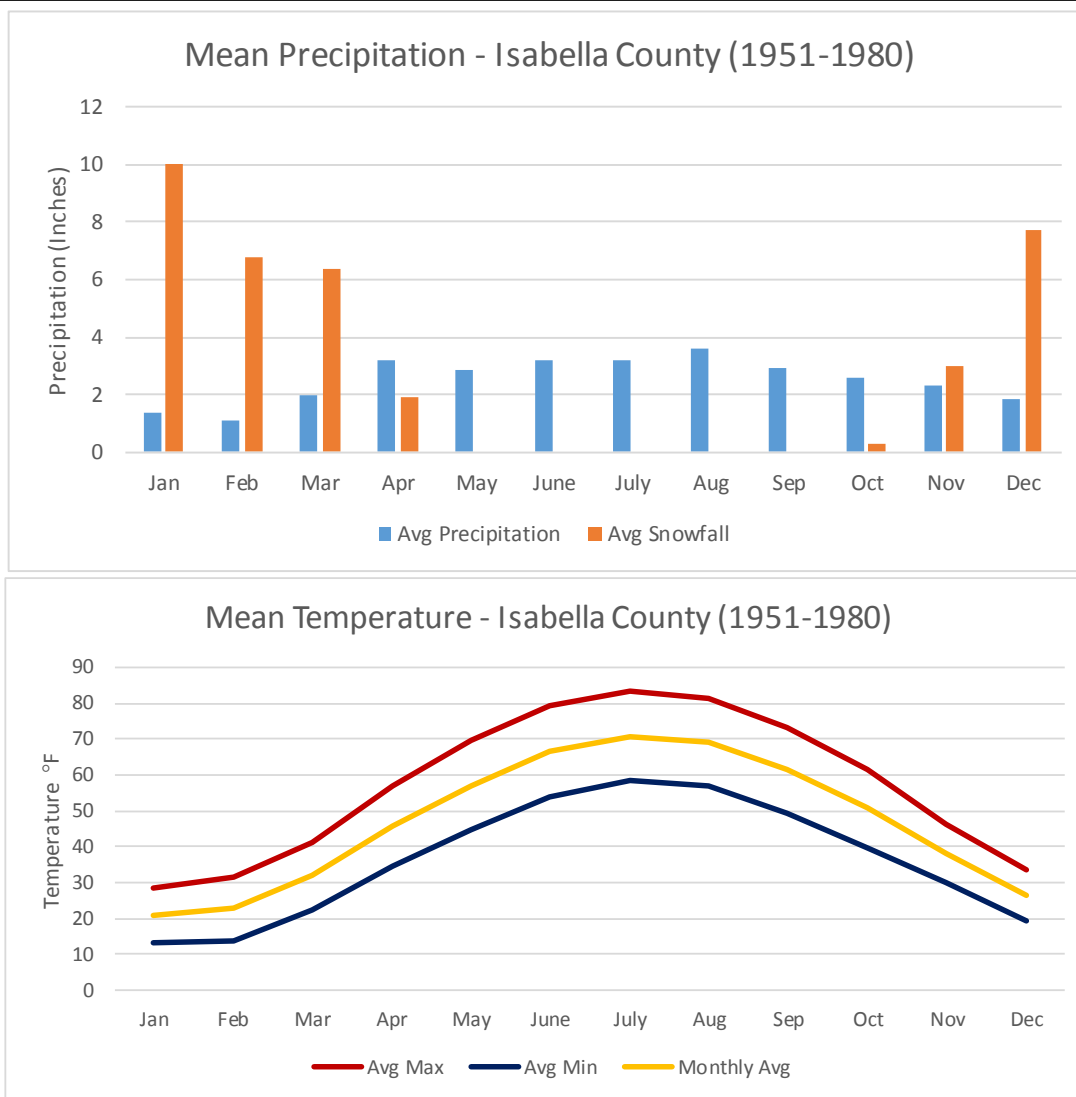 Mean Precipitation - Isabella County (1951-1980)
12
10
8
6
4
2
0
Precipitation (Inches)
Jan Feb Mar Apr May June July Aug Sep Oct Nov Dec
Avg Precipitation Avg Snowfall
Mean Temperature - Isabella County (1951-1980)
90
80
70
60
50
40
30
20
10
0
Temperature °F
Jan Feb Mar Apr May June July Aug Sep Oct Nov Dec
Avg Max Avg Min Monthly Avg